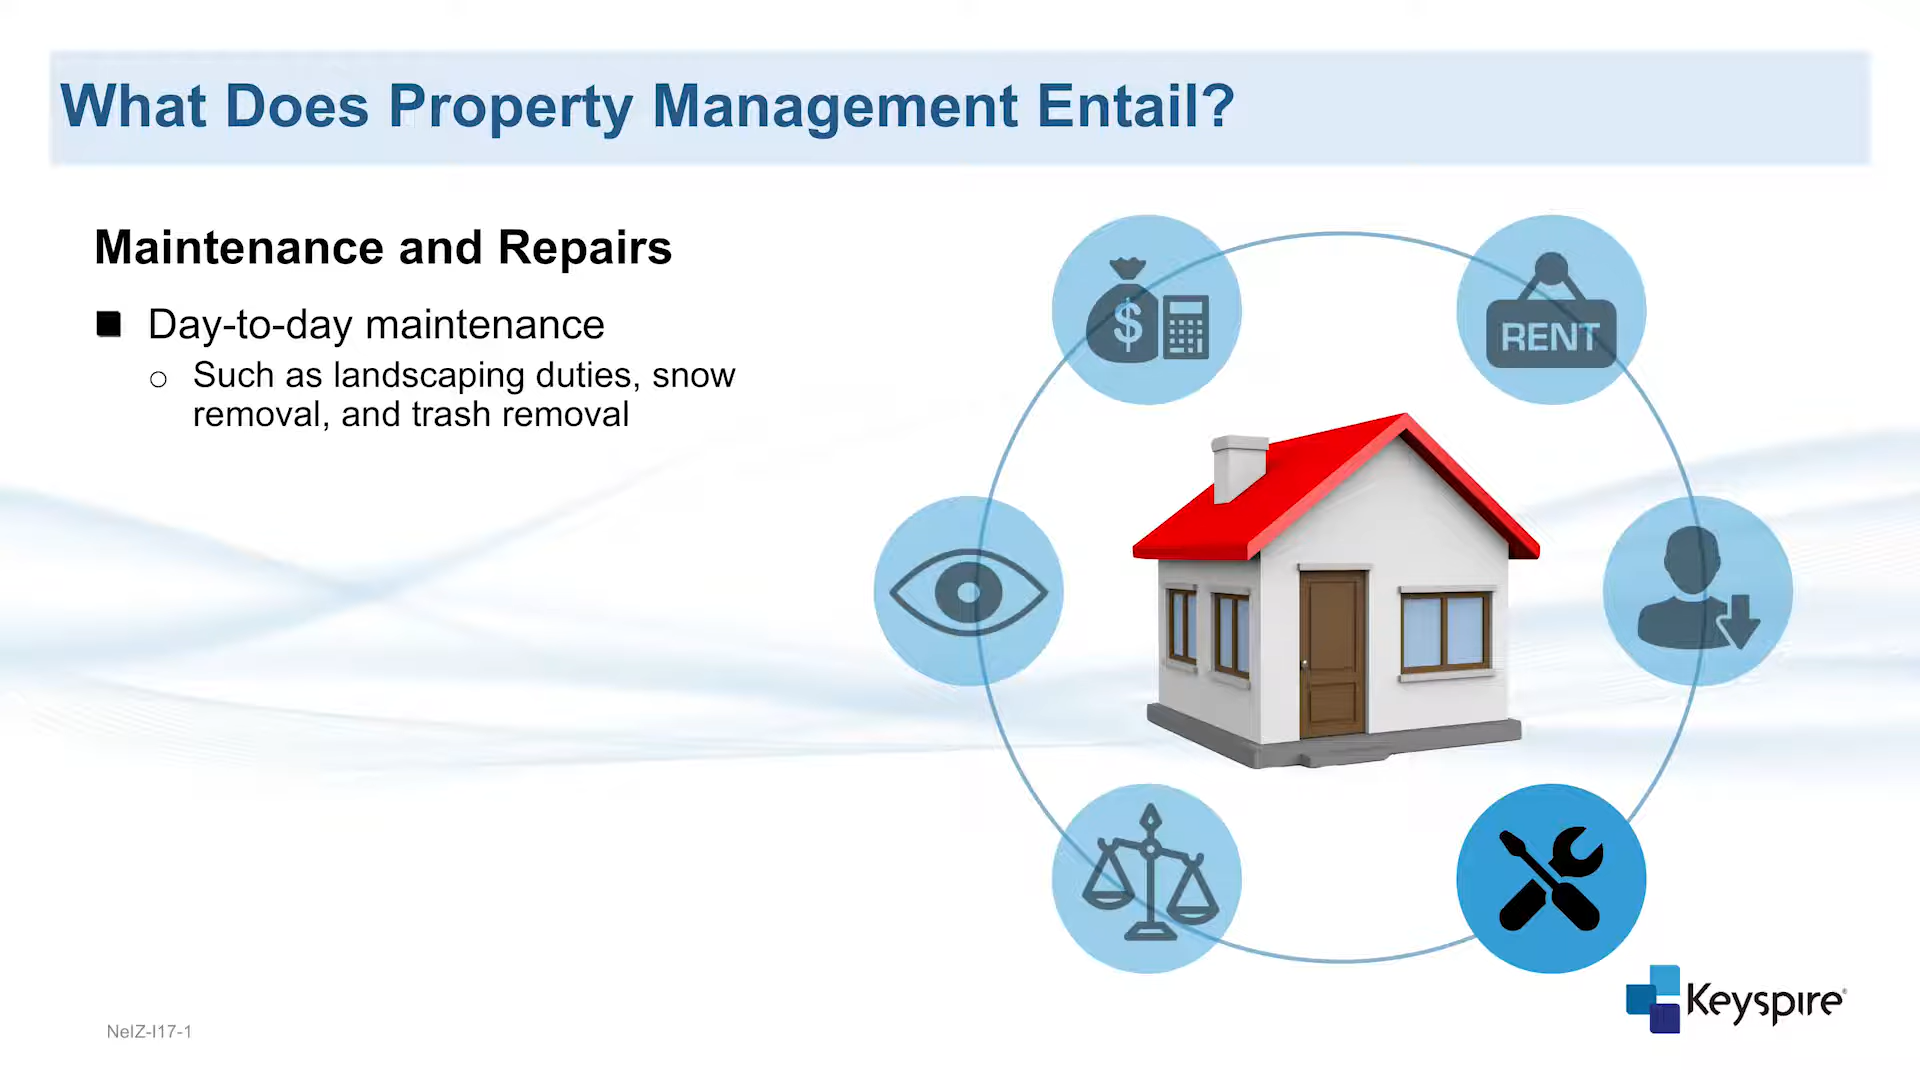 What Does Property Management Entail?
Maintenance and Repairs
■ Day-to-day maintenance
o Such as landscaping duties, snow
removal, and trash removal
$
RENT
Keyspire®
NelZ-I17-1